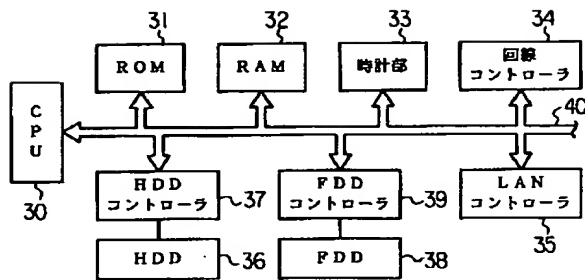 31
32
33
34
ROM
RAM
時計部
回線
コントローラ
40
CPU
30
HDD
コントローラ
37
FDD
コントローラ
39
LAN
コントローラ
35
HDD
36
FDD
38